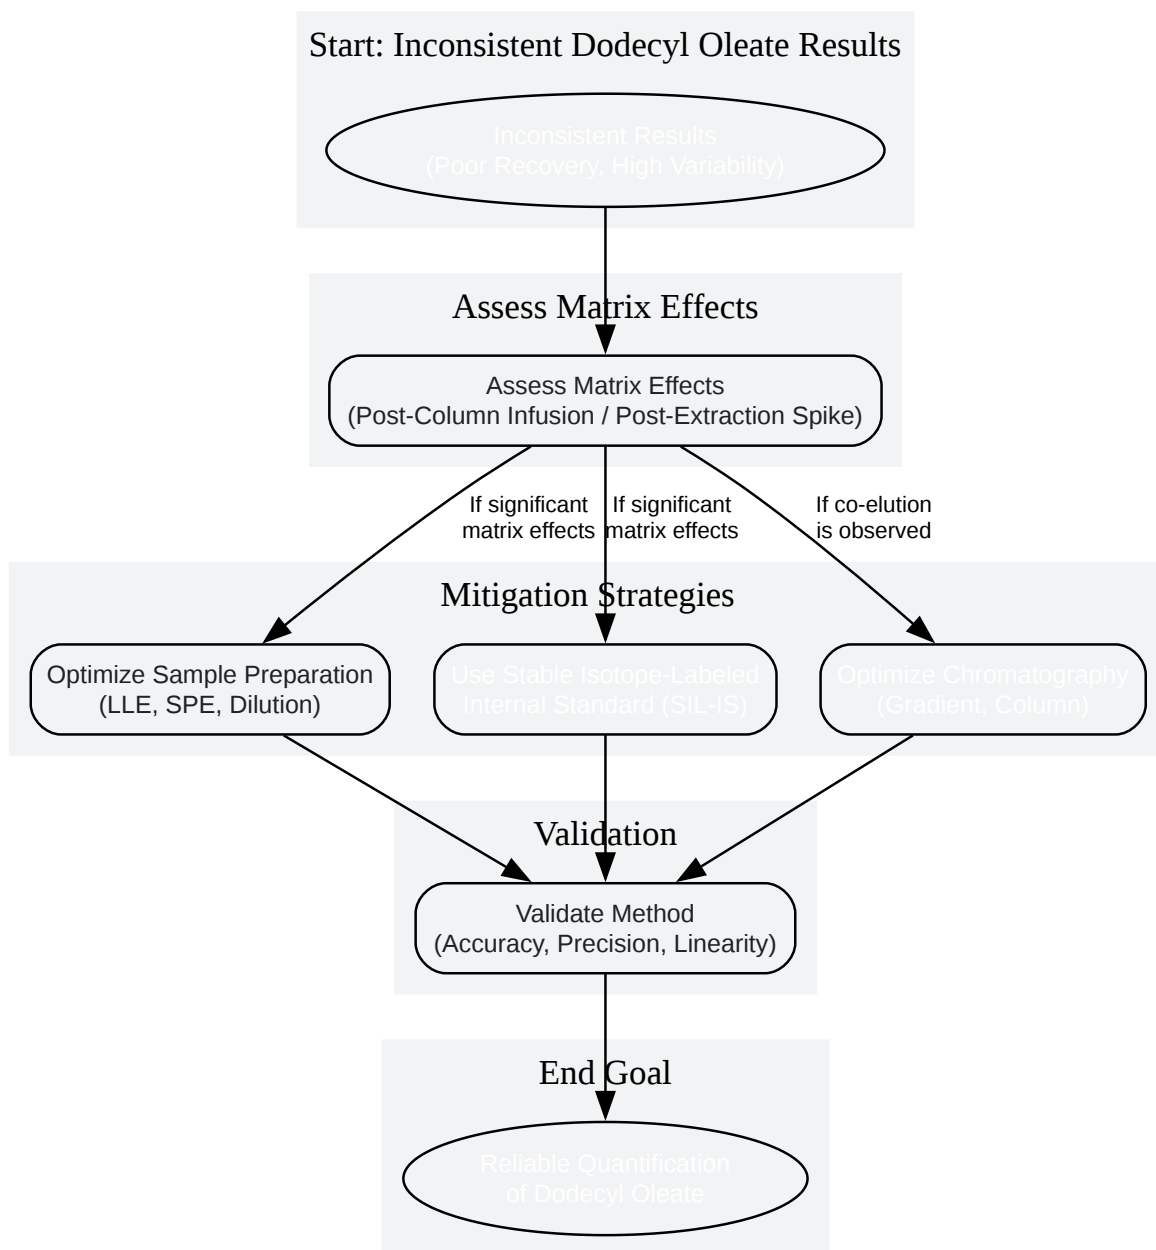 Start: Inconsistent Dodecyl Oleate Results
Inconsistent Results
(Poor Recovery, High Variability)
Assess Matrix Effects
Assess Matrix Effects
(Post-Column Infusion / Post-Extraction Spike)
If significant
matrix effects
If significant
matrix effects
If co-elution
is observed
Mitigation Strategies
Optimize Sample Preparation
(LLE, SPE, Dilution)
Use Stable Isotope-Labeled
Internal Standard (SIL-IS)
Optimize Chromatography
(Gradient, Column)
Validation
Validate Method
(Accuracy, Precision, Linearity)
End Goal
Reliable Quantification
of Dodecyl Oleate